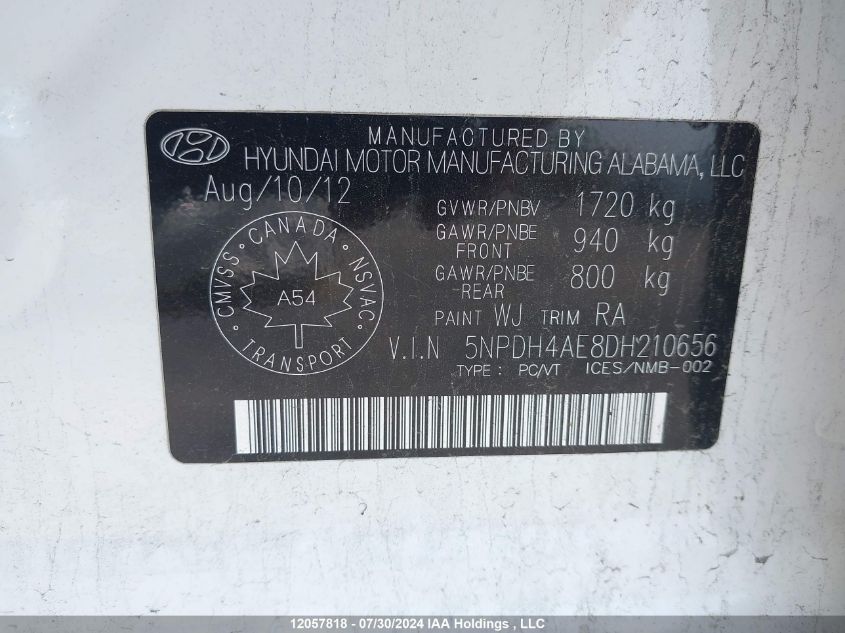 MANUFACTURED BY
HYUNDAI MOTOR MANUFACTURING ALABAMA, LLC
Aug/10/12
GVWR/PNBV 1720 kg
GAWR/PNBE FRONT 940 kg
GAWR/PNBE -REAR 800 kg
PAINT WJ TRIM RA
CMVSS · CANADA · NSVAC
A54
· TRANSPORT ·
V.I.N 5NPDH4AE8DH210656
TYPE : PC/VT ICES/NMB-002
12057818 - 07/30/2024 IAA Holdings , LLC